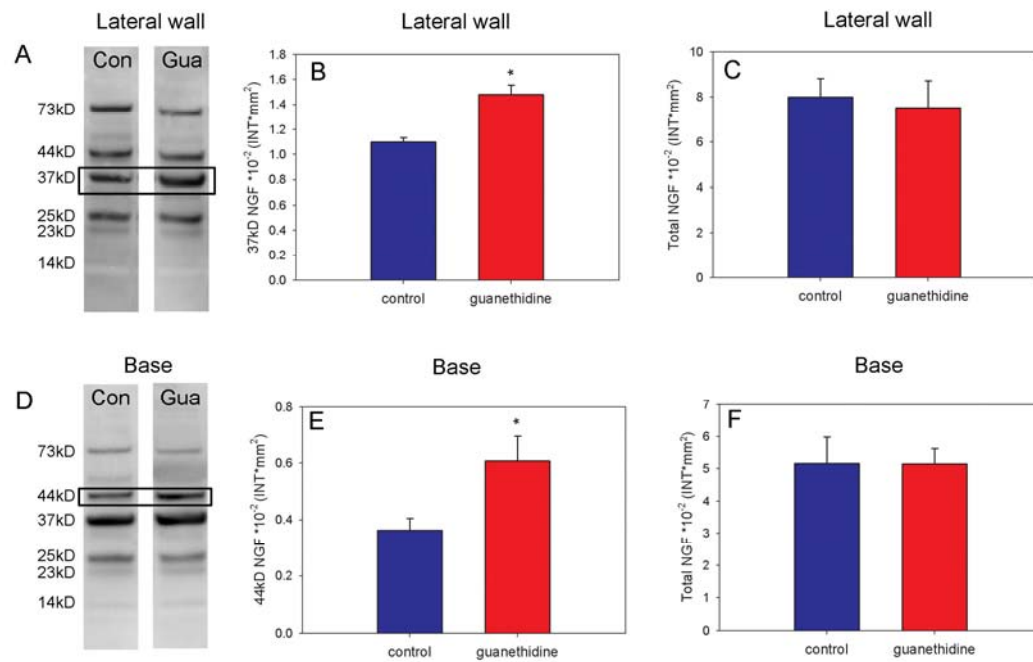 Lateral wall
A
Con Gua
73kD
44kD
37kD
25kD
23kD
14kD
Lateral wall
B
37kD NGF *10⁻² (INT*mm²)
1.8
1.6
1.4
1.2
1.0
0.8
0.6
0.4
0.2
0.0
*
control guanethidine
Lateral wall
C
Total NGF *10⁻² (INT*mm²)
10
8
6
4
2
0
control guanethidine
Base
D
Con Gua
73kD
44kD
37kD
25kD
23kD
14kD
Base
E
44kD NGF *10⁻² (INT*mm²)
0.8
0.6
0.4
0.2
0.0
*
control guanethidine
Base
F
Total NGF *10⁻² (INT*mm²)
7
6
5
4
3
2
1
0
control guanethidine